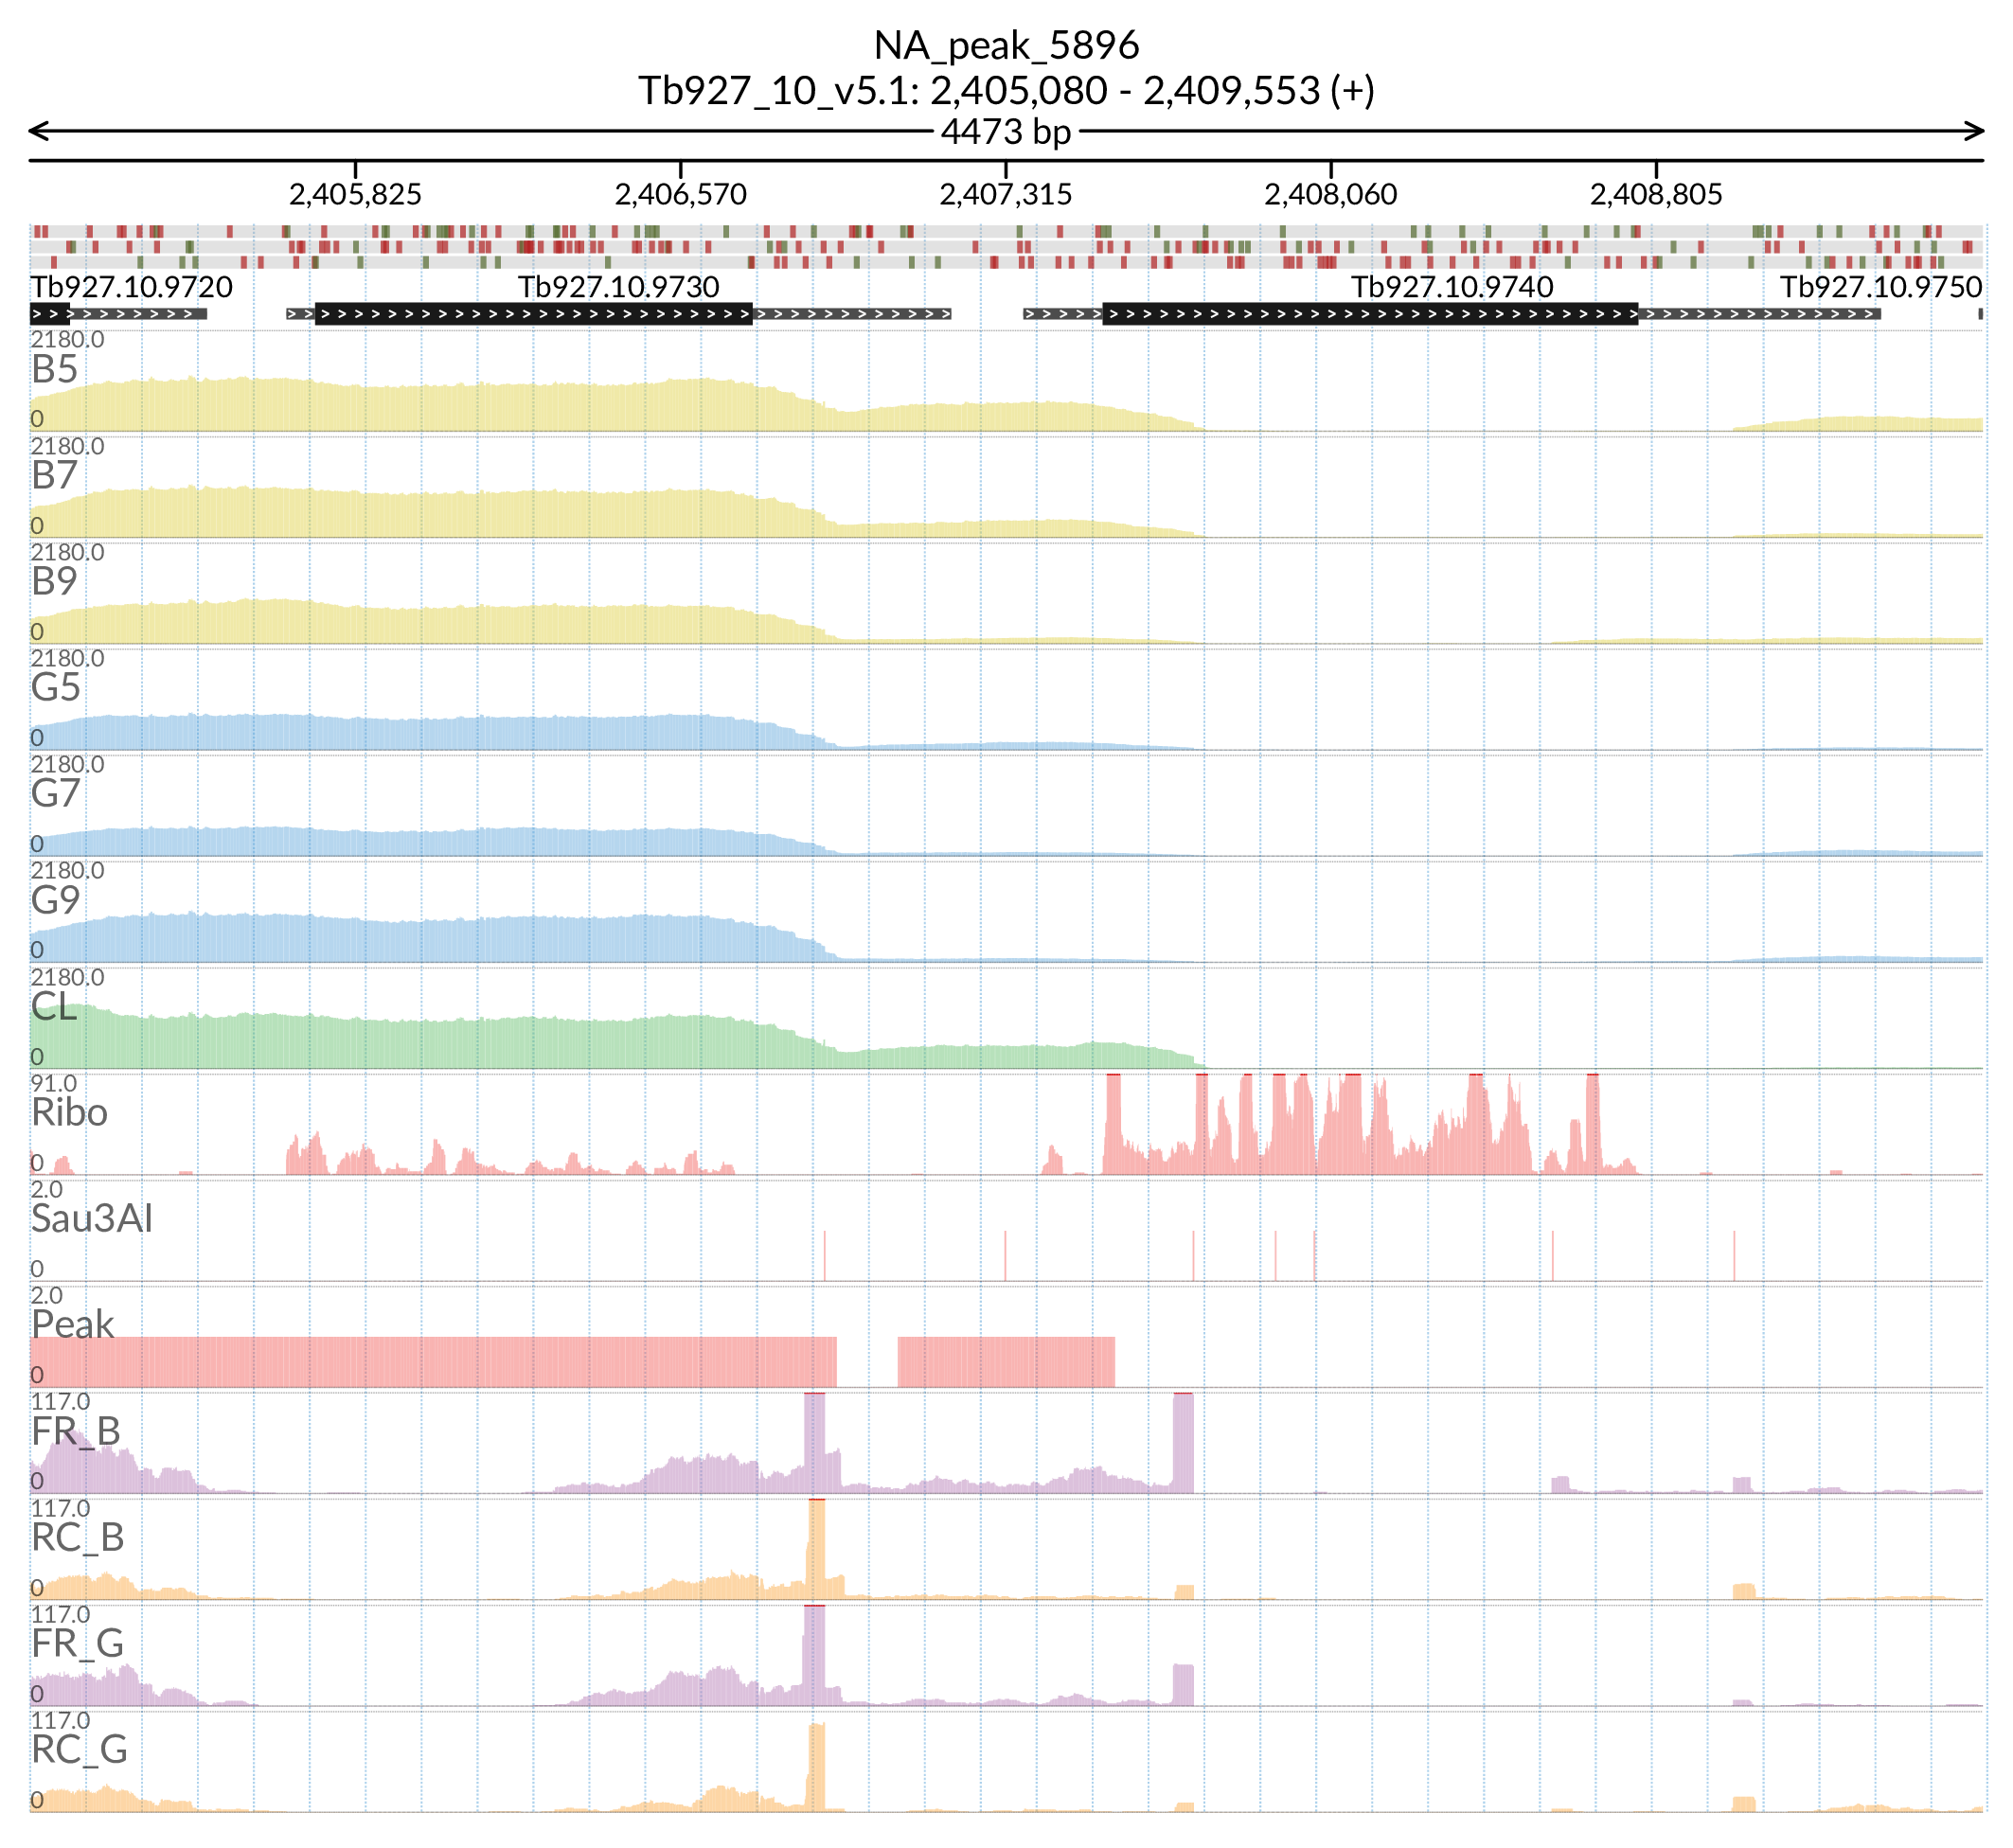 NA_peak_5896
Tb927_10_v5.1: 2,405,080 - 2,409,553 (+)
4473 bp
2,405,825 2,406,570 2,407,315 2,408,060 2,408,805
Tb927.10.9720 Tb927.10.9730 Tb927.10.9740 Tb927.10.9750
2180.0
B5
0
2180.0
B7
0
2180.0
B9
0
2180.0
G5
0
2180.0
G7
0
2180.0
G9
0
2180.0
CL
0
91.0
Ribo
0
2.0
Sau3AI
0
2.0
Peak
0
117.0
FR_B
0
117.0
RC_B
0
117.0
FR_G
0
117.0
RC_G
0